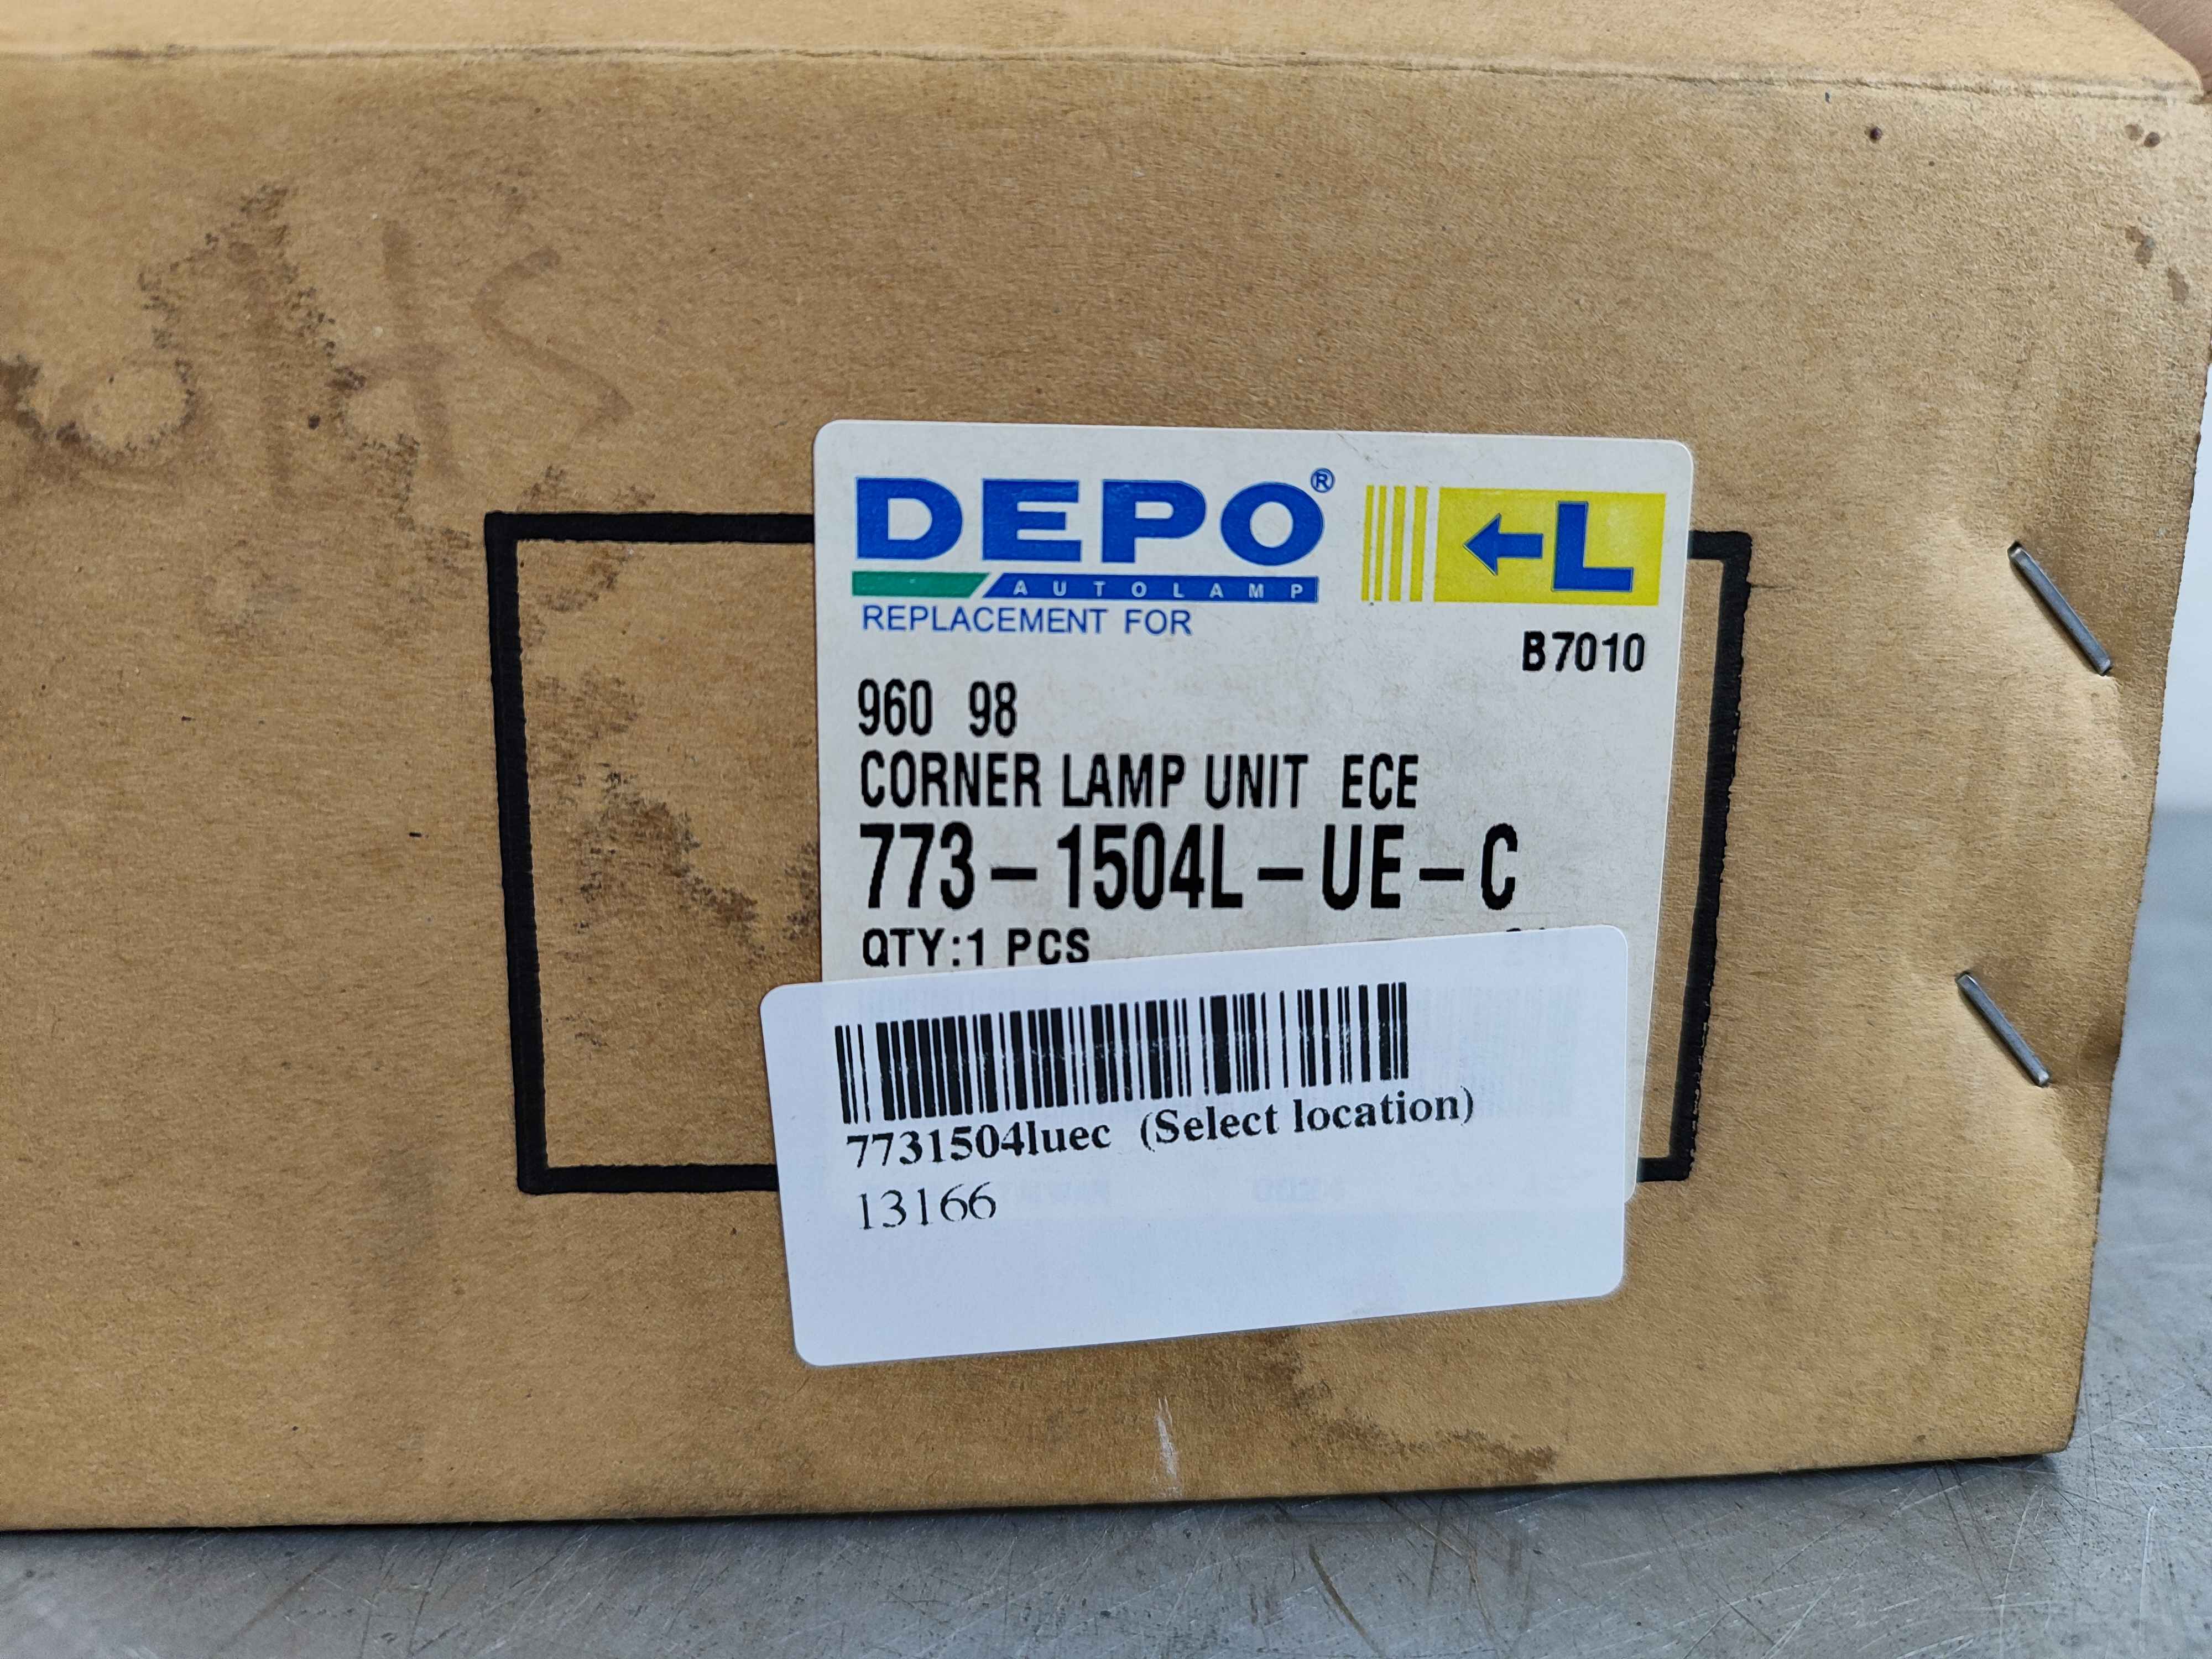 DEPO®
AUTOLAMP
←L
REPLACEMENT FOR
B7010
960 98
CORNER LAMP UNIT ECE
773-1504L-UE-C
QTY:1 PCS
7731504luec (Select location)
13166